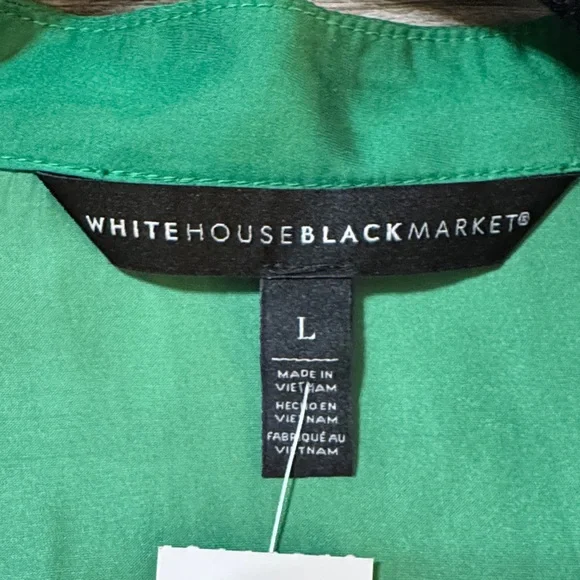 WHITEHOUSEBLACKMARKET®
L
MADE IN
VIETNAM
HECHO EN
VIETNAM
FABRIQUÉ AU
VIETNAM